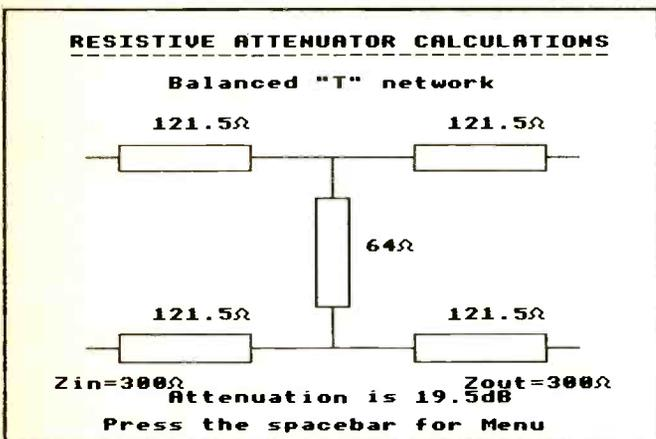 RESISTIVE ATTENUATOR CALCULATIONS
Balanced "T" network
121.5Ω 121.5Ω
64Ω
121.5Ω 121.5Ω
Zin=300Ω Zout=300Ω
Attenuation is 19.5dB
Press the spacebar for Menu